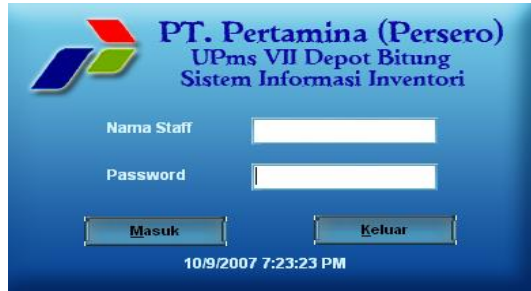 PT. Pertamina (Persero)
UPms VII Depot Bitung
Sistem Informasi Inventori
Nama Staff
Password
Masuk
Keluar
10/9/2007 7:23:23 PM